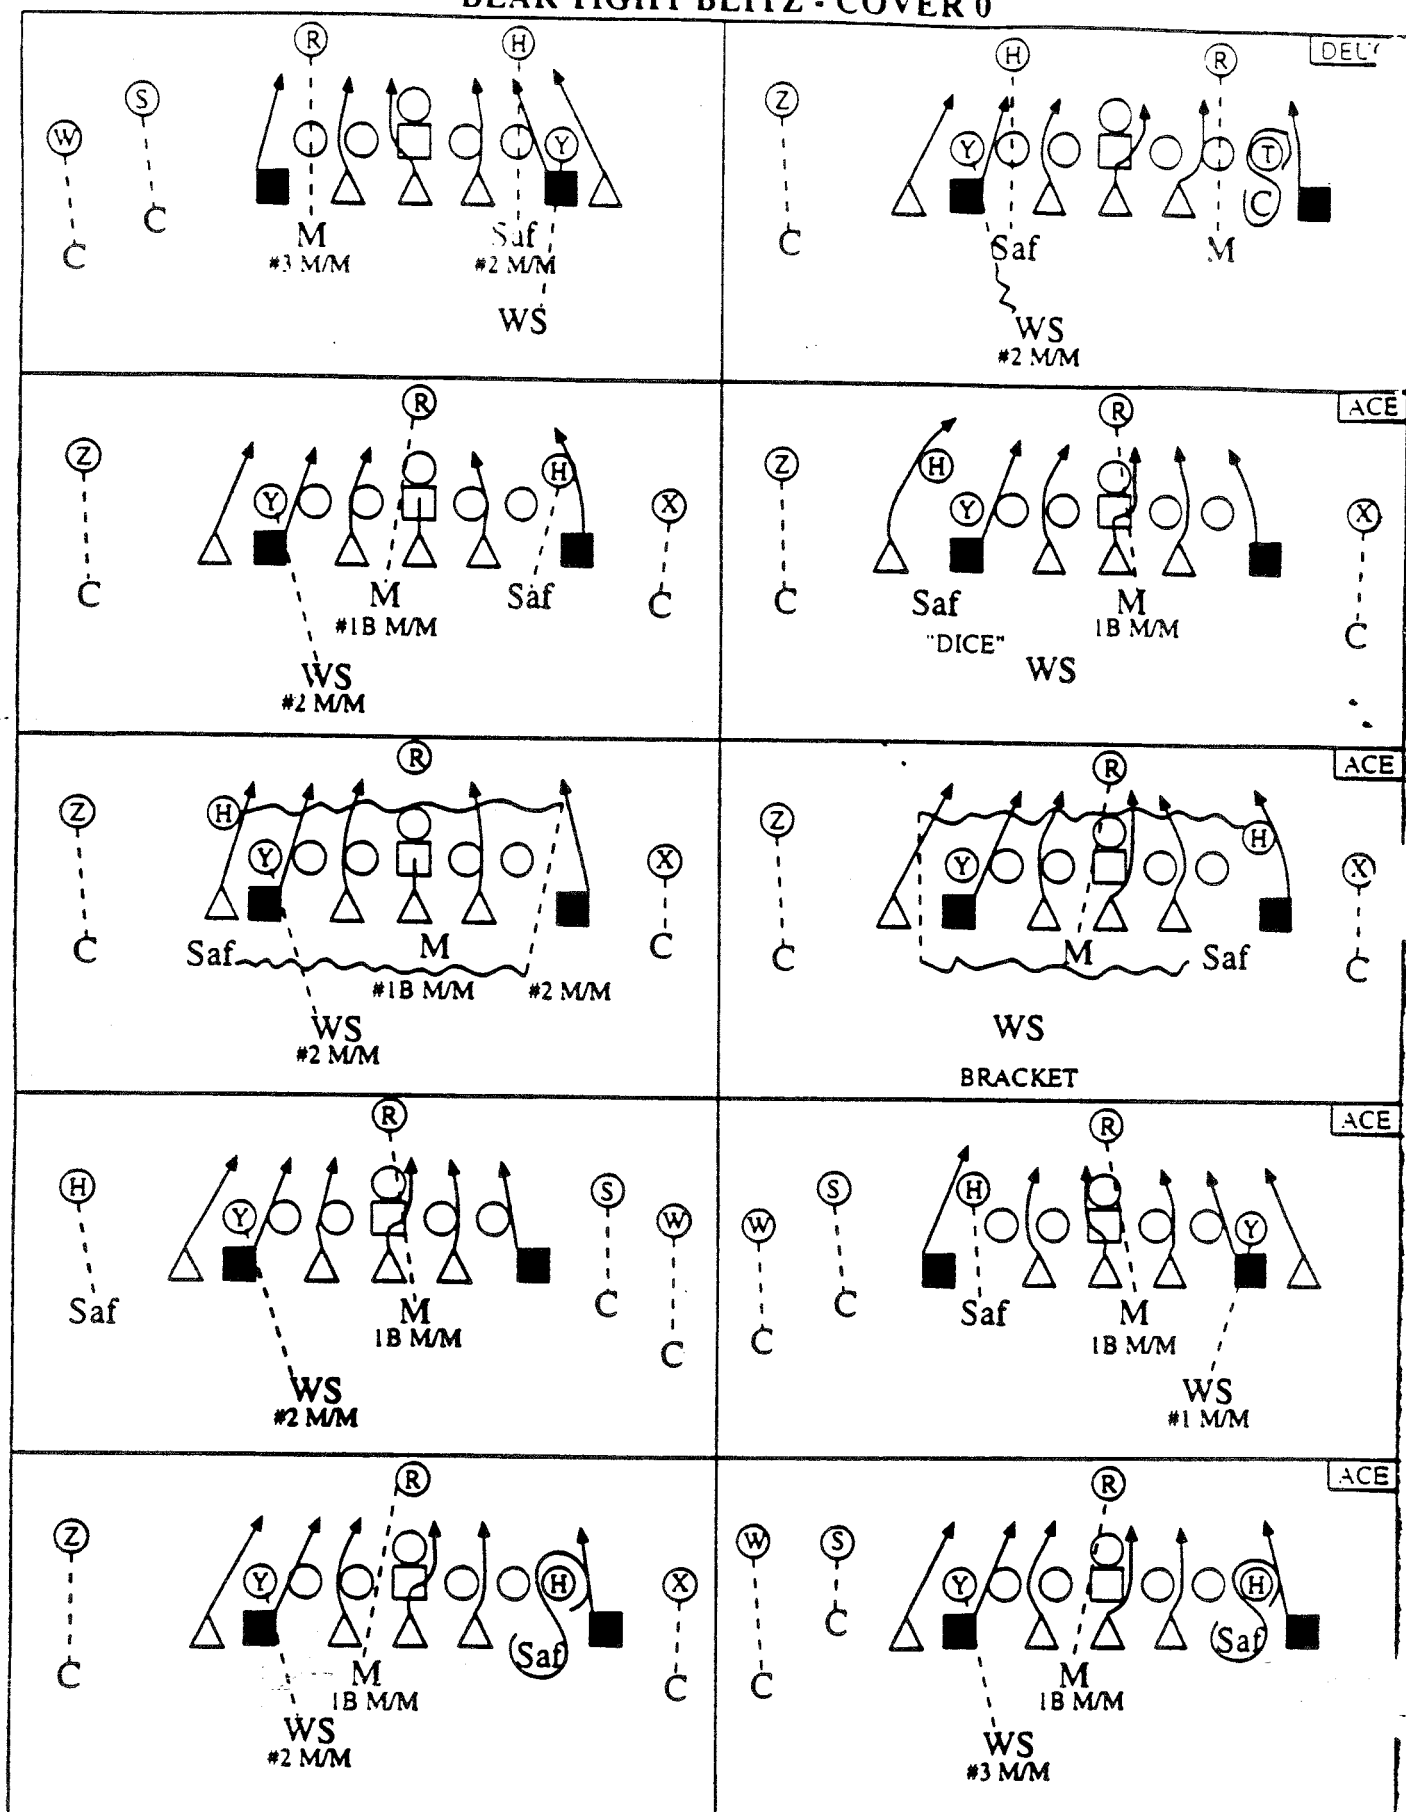 BEAR TIGHT BLITZ - COVER 0
R H
S
W
Y
C
C
M Saf
#3 M/M #2 M/M
WS
H R
Z
Y T
C
C
Saf M
WS
#2 M/M
R
Z
H
Y X
C M Saf C
#1B M/M
WS
#2 M/M
ACE
R
Z H
Y X
C Saf M
1B M/M
C
"DICE"
WS
R
Z H
Y X
C Saf M C
#1B M/M #2 M/M
WS
#2 M/M
ACE
R
Z
H
Y X
C M Saf C
WS
BRACKET
R
H S
Y W
Saf M C
1B M/M
C
WS
#2 M/M
ACE
R
S H
W Y
C Saf M
1B M/M
C
WS
#1 M/M
R
Z
Y H X
Saf
C M C
1B M/M
WS
#2 M/M
ACE
R
W S
Y H
C Saf
C M
1B M/M
WS
#3 M/M